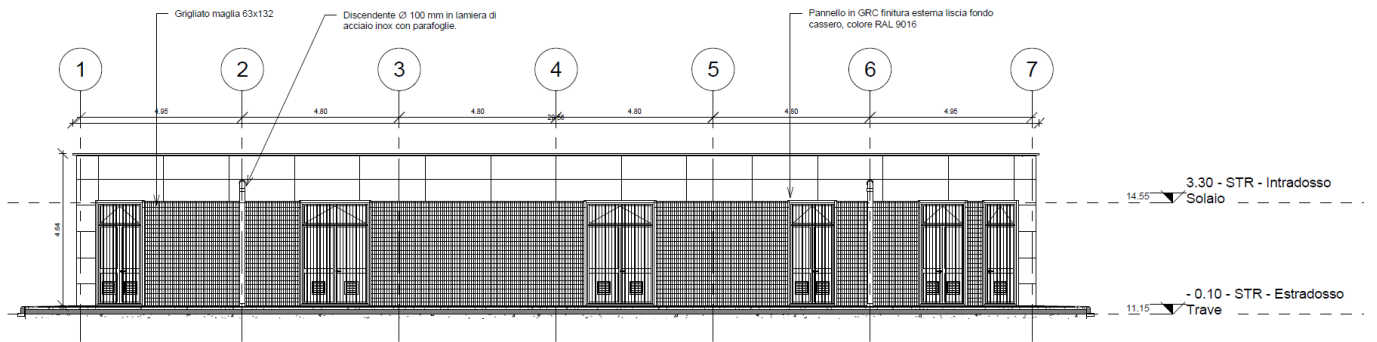 Grigliato maglia 63x132
Discendente Ø 100 mm in lamiera di
acciaio inox con parafoglie.
Pannello in GRC finitura esterna liscia fondo
cassero, colore RAL 9016
1
2
3
4
5
6
7
4.95
4.80
4.80
4.80
4.80
4.95
4.84
14.55
3.30 - STR - Intradosso
Solaio
11.15
- 0.10 - STR - Estradosso
Trave